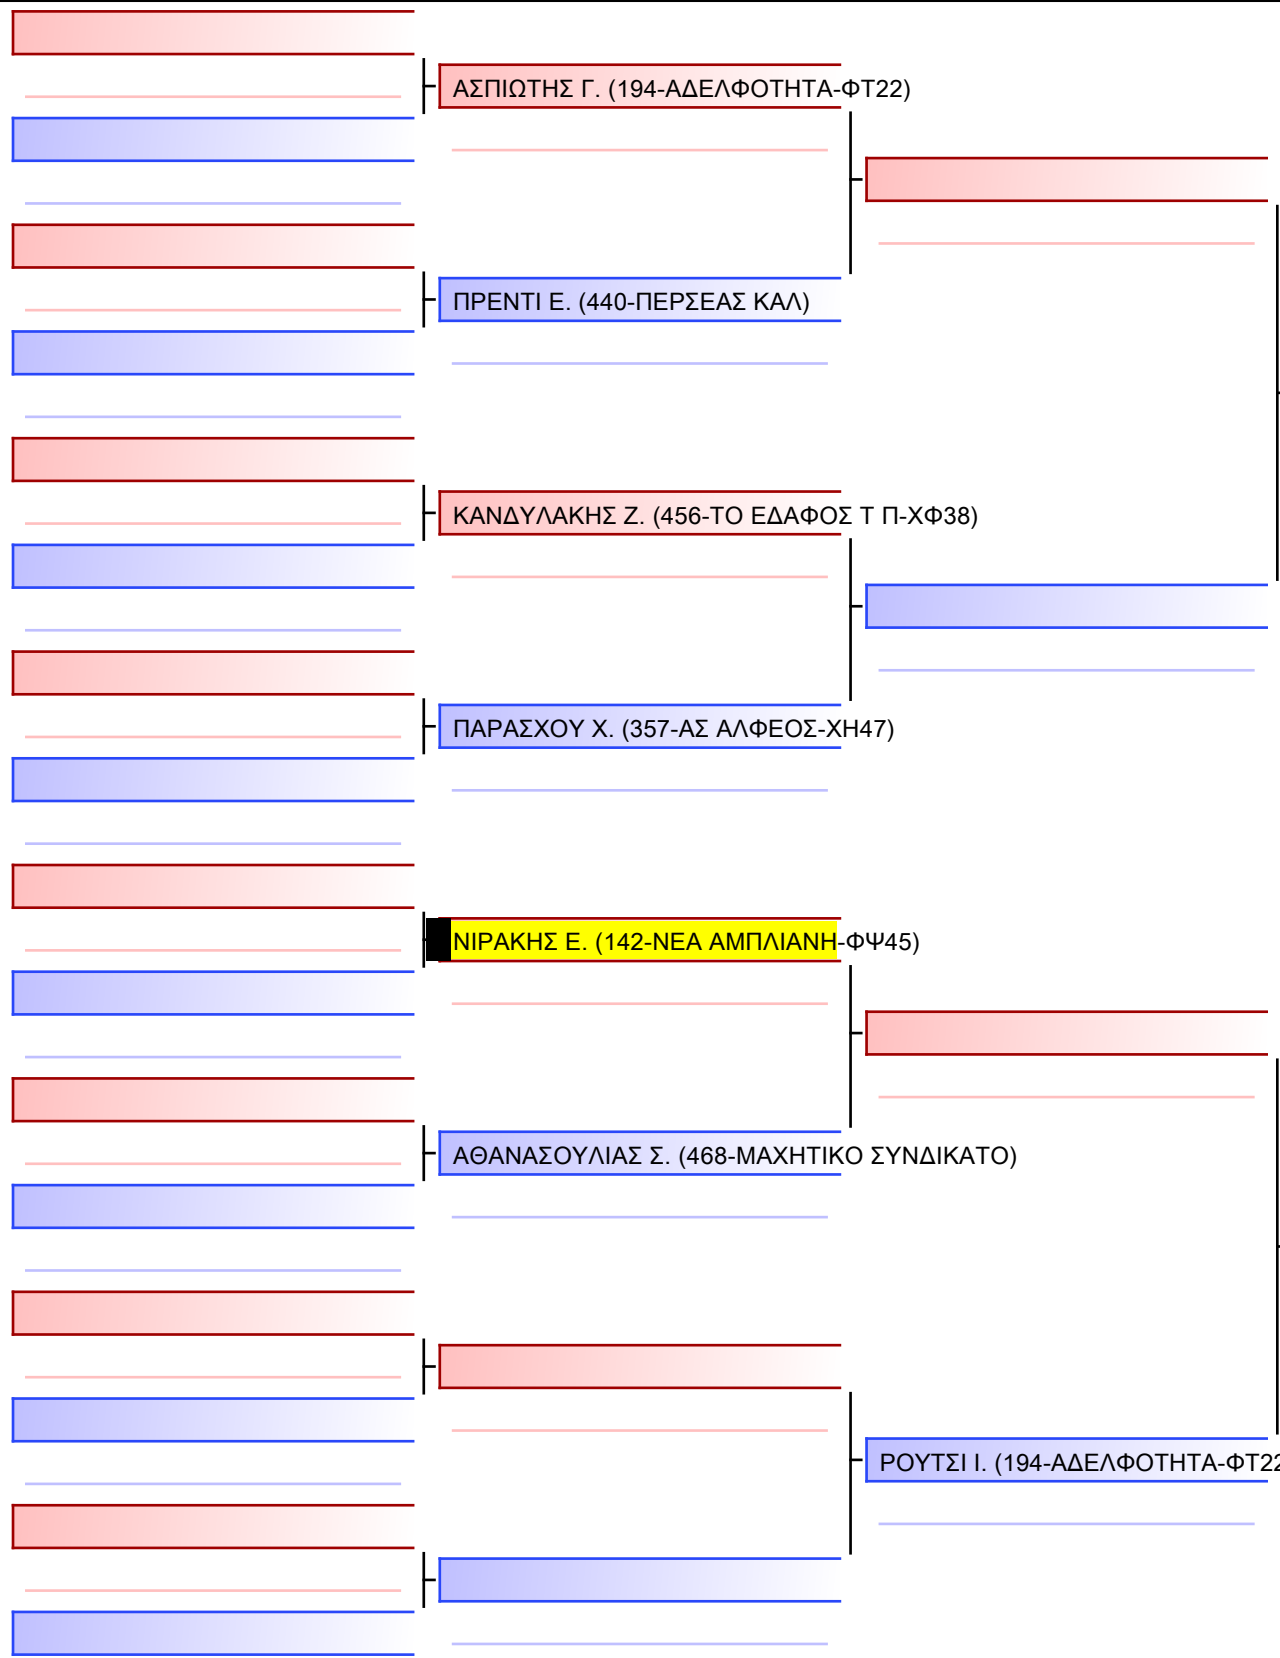 ΑΣΠΙΩΤΗΣ Γ. (194-ΑΔΕΛΦΟΤΗΤΑ-ΦΤ22)
ΠΡΕΝΤΙ Ε. (440-ΠΕΡΣΕΑΣ ΚΑΛ)
ΚΑΝΔΥΛΑΚΗΣ Ζ. (456-ΤΟ ΕΔΑΦΟΣ Τ Π-ΧΦ38)
ΠΑΡΑΣΧΟΥ Χ. (357-ΑΣ ΑΛΦΕΟΣ-ΧΗ47)
ΝΙΡΑΚΗΣ Ε. (142-ΝΕΑ ΑΜΠΛΙΑΝΗ-ΦΨ45)
ΑΘΑΝΑΣΟΥΛΙΑΣ Σ. (468-ΜΑΧΗΤΙΚΟ ΣΥΝΔΙΚΑΤΟ)
ΡΟΥΤΣΙ Ι. (194-ΑΔΕΛΦΟΤΗΤΑ-ΦΤ22